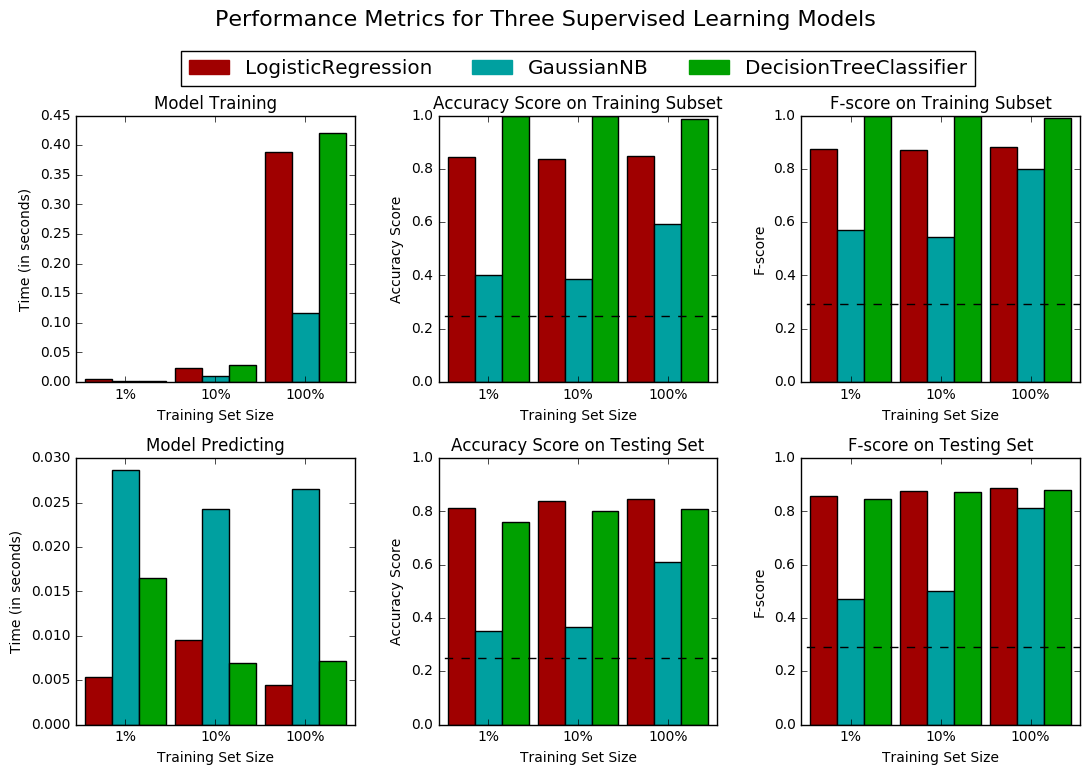 Performance Metrics for Three Supervised Learning Models
LogisticRegression GaussianNB DecisionTreeClassifier
Model Training
0.45
0.40
0.35
0.30
0.25
0.20
0.15
0.10
0.05
0.00
Time (in seconds)
1% 10% 100%
Training Set Size
Accuracy Score on Training Subset
1.0
0.8
0.6
0.4
0.2
0.0
Accuracy Score
1% 10% 100%
Training Set Size
F-score on Training Subset
1.0
0.8
0.6
0.4
0.2
0.0
F-score
1% 10% 100%
Training Set Size
Model Predicting
0.030
0.025
0.020
0.015
0.010
0.005
0.000
Time (in seconds)
1% 10% 100%
Training Set Size
Accuracy Score on Testing Set
1.0
0.8
0.6
0.4
0.2
0.0
Accuracy Score
1% 10% 100%
Training Set Size
F-score on Testing Set
1.0
0.8
0.6
0.4
0.2
0.0
F-score
1% 10% 100%
Training Set Size